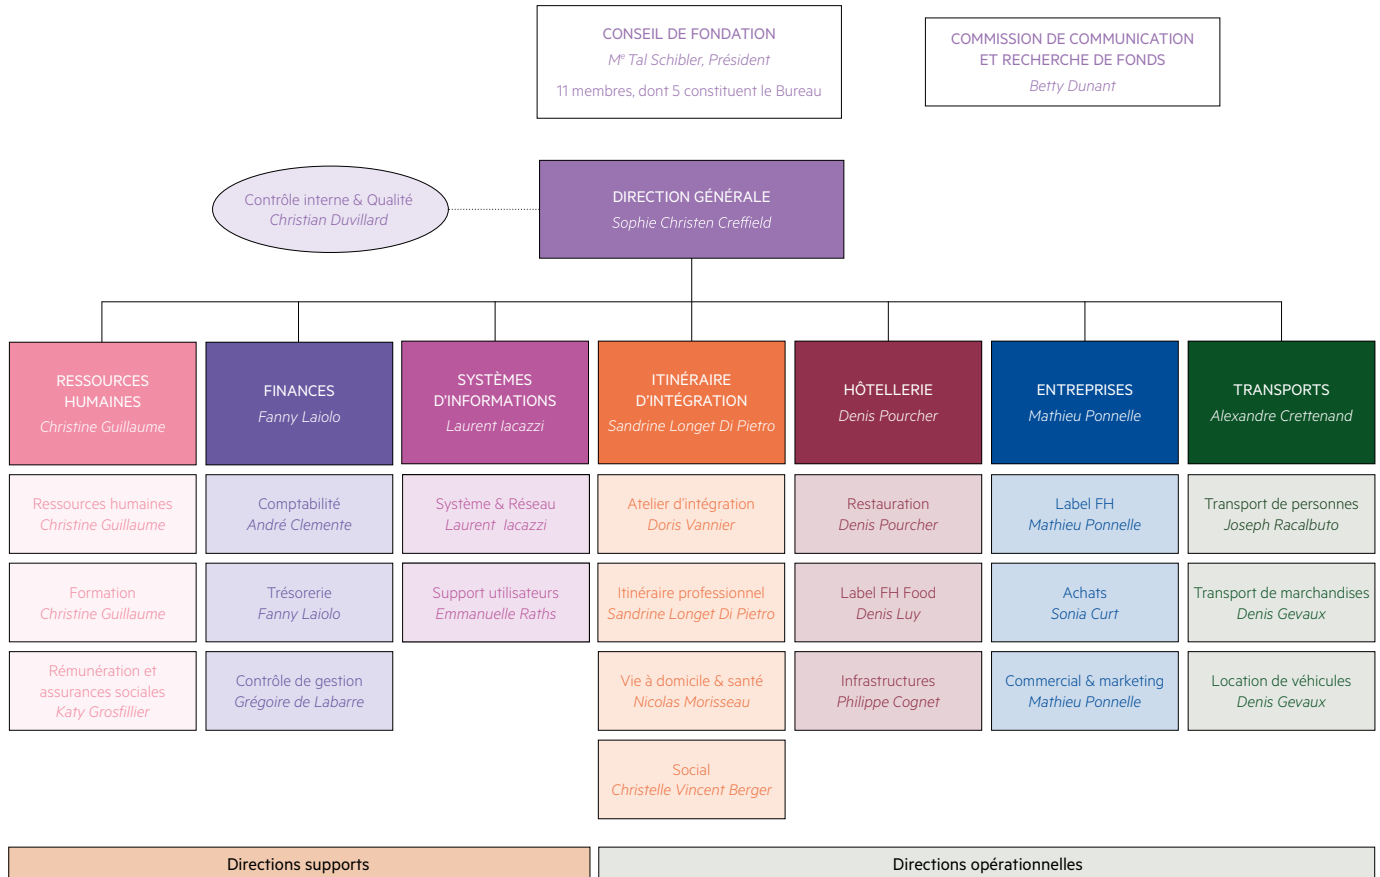 CONSEIL DE FONDATION
Mᵉ Tal Schibler, Président
11 membres, dont 5 constituent le Bureau
COMMISSION DE COMMUNICATION
ET RECHERCHE DE FONDS
Betty Dunant
Contrôle interne & Qualité
Christian Duvillard
DIRECTION GÉNÉRALE
Sophie Christen Creffield
RESSOURCES
HUMAINES
Christine Guillaume
FINANCES
Fanny Laiolo
SYSTÈMES
D'INFORMATIONS
Laurent Iacazzi
ITINÉRAIRE
D'INTÉGRATION
Sandrine Longet Di Pietro
HÔTELLERIE
Denis Pourcher
ENTREPRISES
Mathieu Ponnelle
TRANSPORTS
Alexandre Crettenand
Ressources humaines
Christine Guillaume
Comptabilité
André Clemente
Système & Réseau
Laurent Iacazzi
Atelier d'intégration
Doris Vannier
Restauration
Denis Pourcher
Label FH
Mathieu Ponnelle
Transport de personnes
Joseph Racalbuto
Formation
Christine Guillaume
Trésorerie
Fanny Laiolo
Support utilisateurs
Emmanuelle Raths
Itinéraire professionnel
Sandrine Longet Di Pietro
Label FH Food
Denis Luy
Achats
Sonia Curt
Transport de marchandises
Denis Gevaux
Rémunération et
assurances sociales
Katy Grosfillier
Contrôle de gestion
Grégoire de Labarre
Vie à domicile & santé
Nicolas Morisseau
Infrastructures
Philippe Cognet
Commercial & marketing
Mathieu Ponnelle
Location de véhicules
Denis Gevaux
Social
Christelle Vincent Berger
Directions supports
Directions opérationnelles